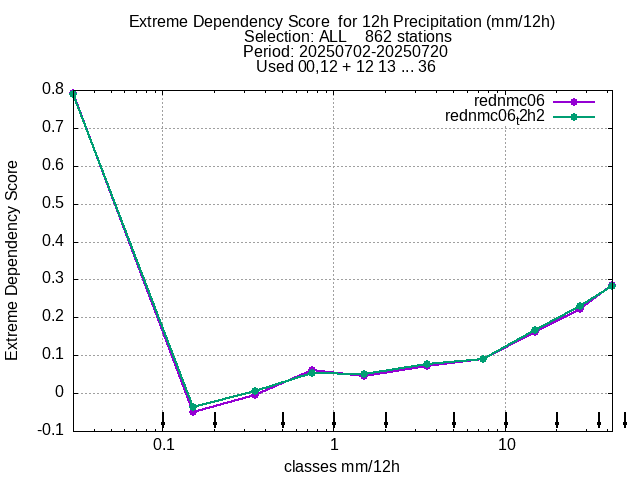 Extreme Dependency Score  for 12h Precipitation (mm/12h)
Selection: ALL    862 stations
Period: 20250702-20250720
Used 00,12 + 12 13 ... 36
rednmc06
rednmc06,2h2
0.8
0.7
0.6
0.5
0.4
0.3
0.2
0.1
0
-0.1
Extreme Dependency Score
0.1
1
10
classes mm/12h